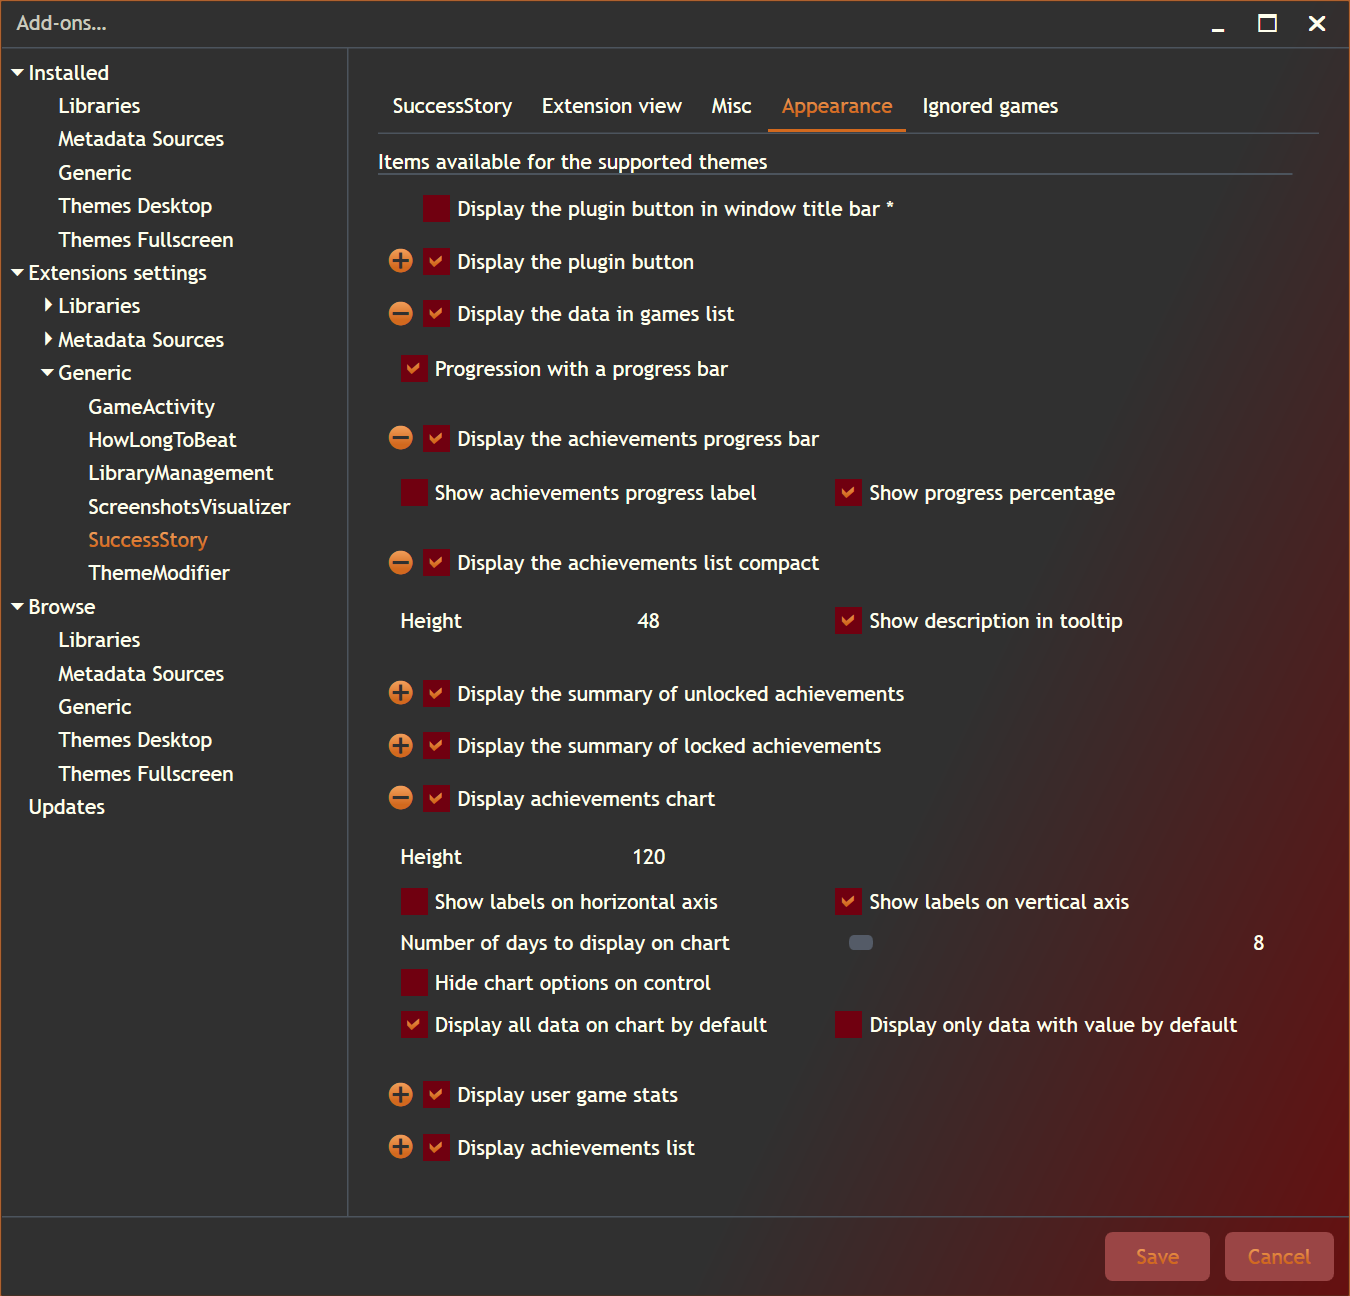 Add-ons...
Installed
Libraries
Metadata Sources
Generic
Themes Desktop
Themes Fullscreen
Extensions settings
Libraries
Metadata Sources
Generic
GameActivity
HowLongToBeat
LibraryManagement
ScreenshotsVisualizer
SuccessStory
ThemeModifier
Browse
Libraries
Metadata Sources
Generic
Themes Desktop
Themes Fullscreen
Updates
SuccessStory Extension view Misc Appearance Ignored games
Items available for the supported themes
Display the plugin button in window title bar *
Display the plugin button
Display the data in games list
Progression with a progress bar
Display the achievements progress bar
Show achievements progress label Show progress percentage
Display the achievements list compact
Height 48 Show description in tooltip
Display the summary of unlocked achievements
Display the summary of locked achievements
Display achievements chart
Height 120
Show labels on horizontal axis Show labels on vertical axis
Number of days to display on chart 8
Hide chart options on control
Display all data on chart by default Display only data with value by default
Display user game stats
Display achievements list
Save Cancel